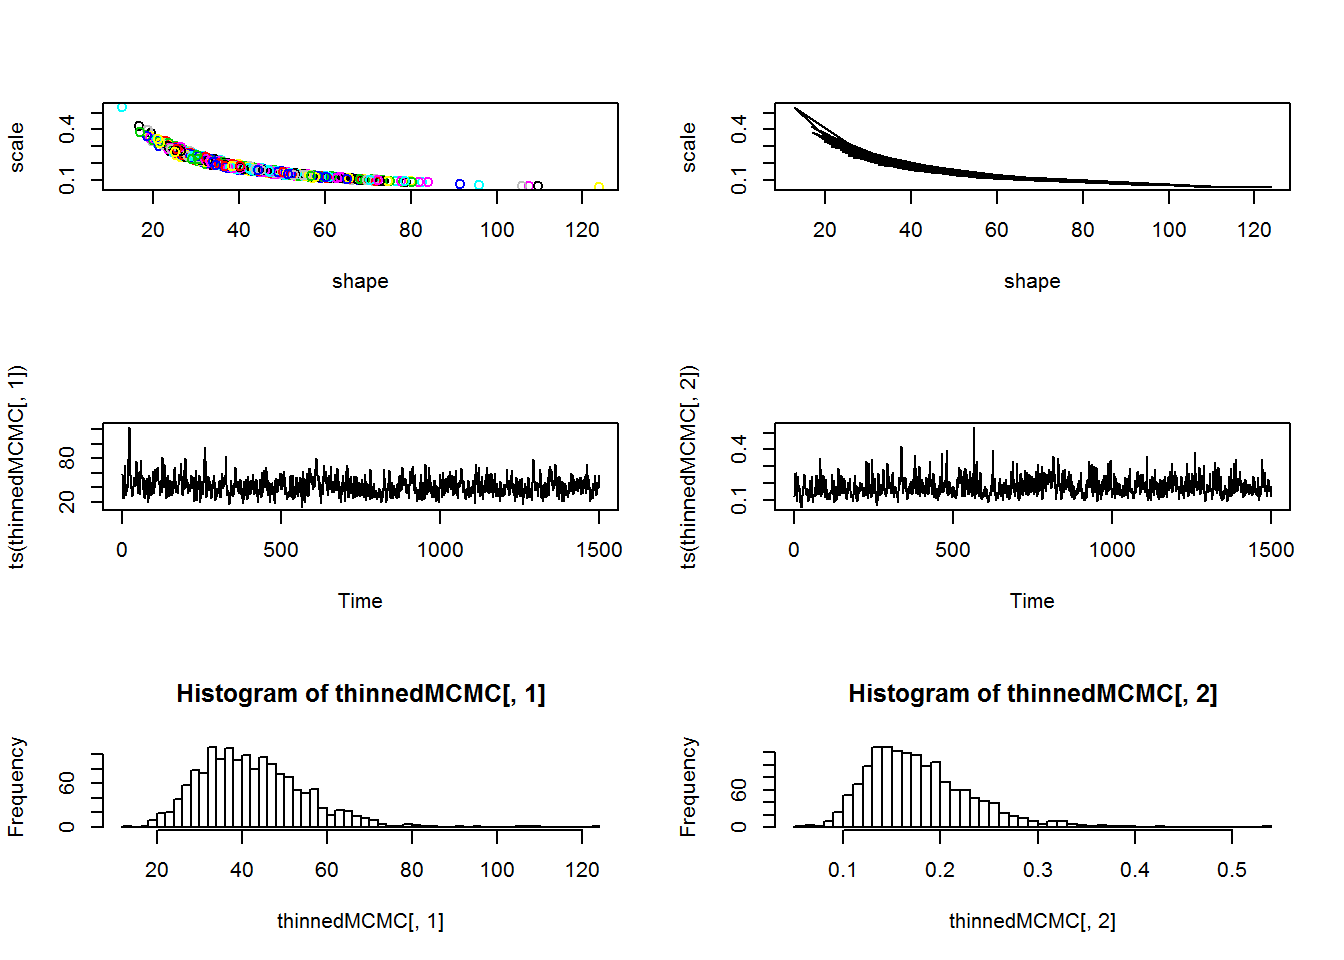 scale
0.1 0.4
20 40 60 80 100 120
shape
scale
0.1 0.4
20 40 60 80 100 120
shape
ts(thinnedMCMC[, 1])
20 80
0 500 1000 1500
Time
ts(thinnedMCMC[, 2])
0.1 0.4
0 500 1000 1500
Time
Histogram of thinnedMCMC[, 1]
Frequency
0 60
20 40 60 80 100 120
thinnedMCMC[, 1]
Histogram of thinnedMCMC[, 2]
Frequency
0 60
0.1 0.2 0.3 0.4 0.5
thinnedMCMC[, 2]